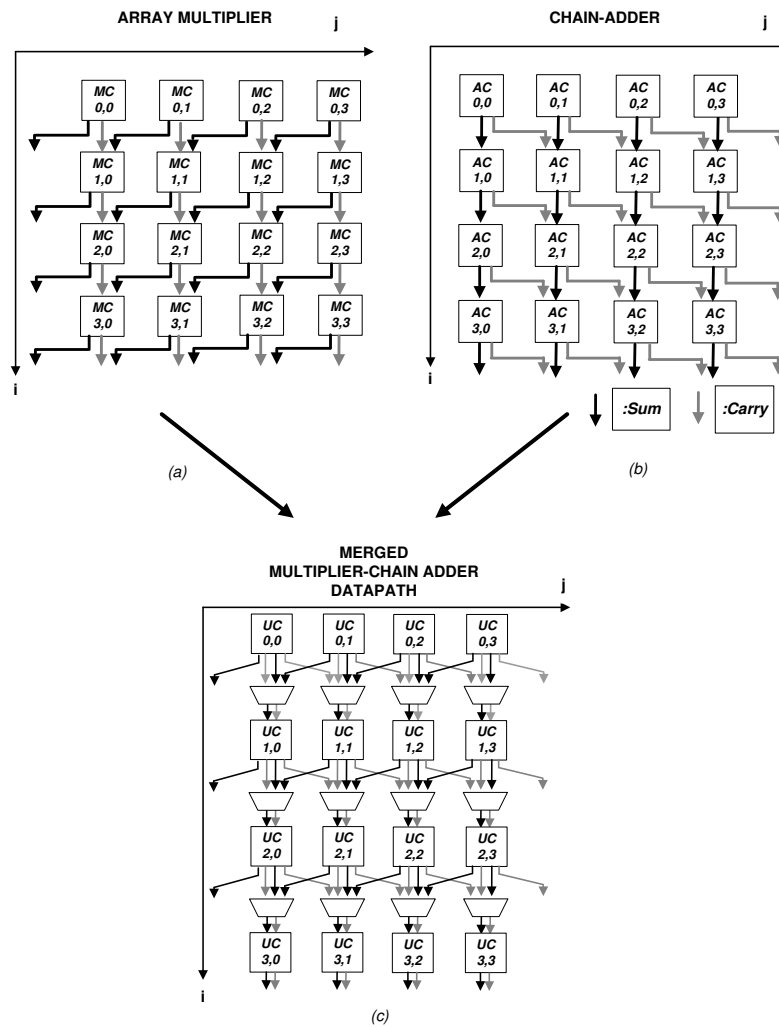 ARRAY MULTIPLIER
j
MC
0,0
MC
0,1
MC
0,2
MC
0,3
MC
1,0
MC
1,1
MC
1,2
MC
1,3
MC
2,0
MC
2,1
MC
2,2
MC
2,3
MC
3,0
MC
3,1
MC
3,2
MC
3,3
i
(a)
CHAIN-ADDER
j
AC
0,0
AC
0,1
AC
0,2
AC
0,3
AC
1,0
AC
1,1
AC
1,2
AC
1,3
AC
2,0
AC
2,1
AC
2,2
AC
2,3
AC
3,0
AC
3,1
AC
3,2
AC
3,3
i
:Sum
:Carry
(b)
MERGED
MULTIPLIER-CHAIN ADDER
DATAPATH
j
UC
0,0
UC
0,1
UC
0,2
UC
0,3
UC
1,0
UC
1,1
UC
1,2
UC
1,3
UC
2,0
UC
2,1
UC
2,2
UC
2,3
UC
3,0
UC
3,1
UC
3,2
UC
3,3
i
(c)